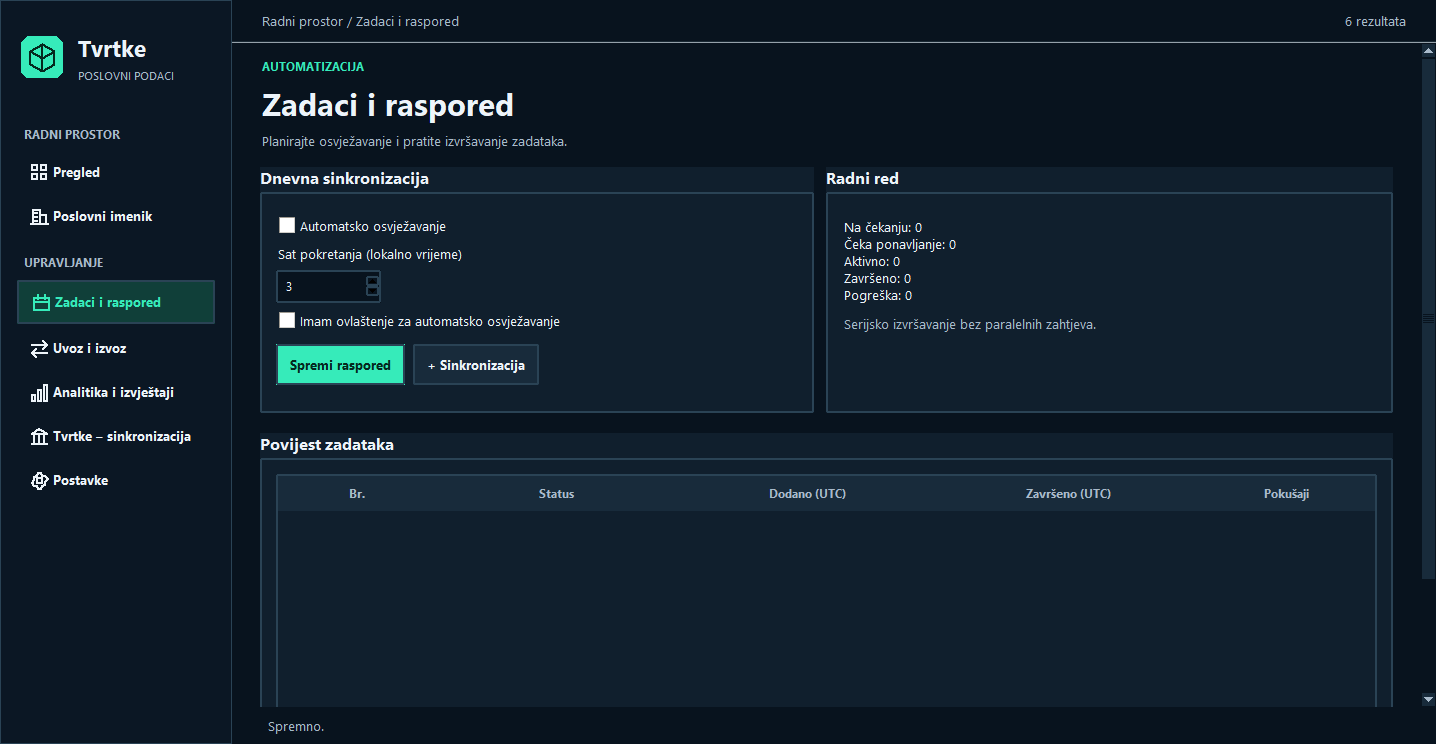 Tvrtke
POSLOVNI PODACI
RADNI PROSTOR
Pregled
Poslovni imenik
UPRAVLJANJE
Zadaci i raspored
Uvoz i izvoz
Analitika i izvještaji
Tvrtke – sinkronizacija
Postavke
Radni prostor / Zadaci i raspored
6 rezultata
AUTOMATIZACIJA
Zadaci i raspored
Planirajte osvježavanje i pratite izvršavanje zadataka.
Dnevna sinkronizacija
Automatsko osvježavanje
Sat pokretanja (lokalno vrijeme)
3
Imam ovlaštenje za automatsko osvježavanje
Spremi raspored
+ Sinkronizacija
Radni red
Na čekanju: 0
Čeka ponavljanje: 0
Aktivno: 0
Završeno: 0
Pogreška: 0
Serijsko izvršavanje bez paralelnih zahtjeva.
Povijest zadataka
Br. Status Dodano (UTC) Završeno (UTC) Pokušaji
Spremno.